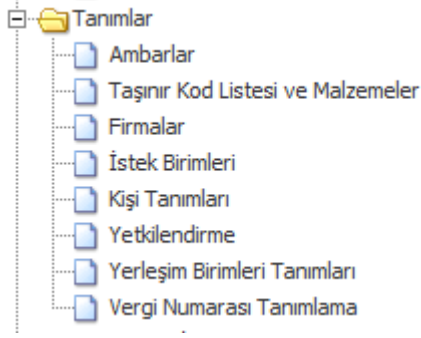 Tanımlar
Ambarlar
Taşınır Kod Listesi ve Malzemeler
Firmalar
İstek Birimleri
Kişi Tanımları
Yetkilendirme
Yerleşim Birimleri Tanımları
Vergi Numarası Tanımlama